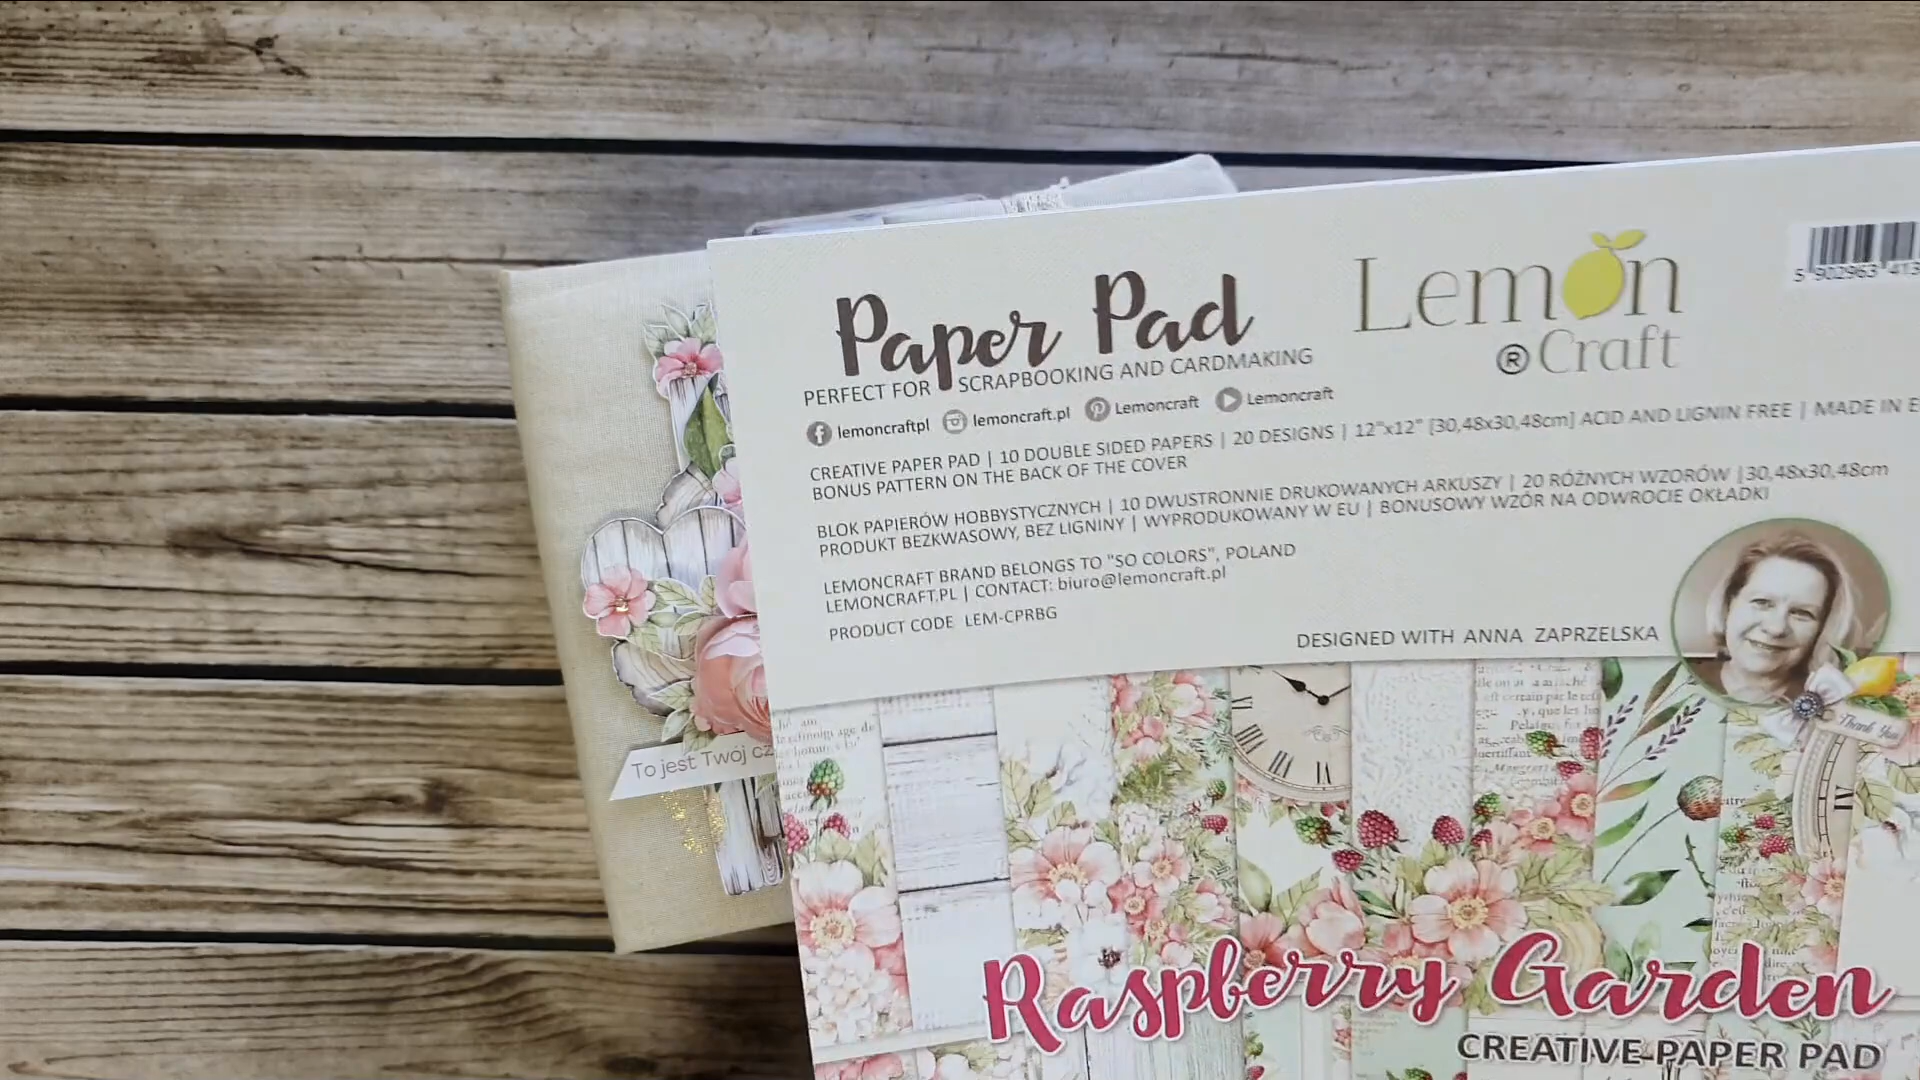 Paper Pad
PERFECT FOR SCRAPBOOKING AND CARDMAKING
lemoncraftpl lemoncraft.pl Lemoncraft Lemoncraft
Lemon
® Craft
5 902963 413
CREATIVE PAPER PAD | 10 DOUBLE SIDED PAPERS | 20 DESIGNS | 12"x12" [30,48x30,48cm] ACID AND LIGNIN FREE | MADE IN E
BONUS PATTERN ON THE BACK OF THE COVER
BLOK PAPIERÓW HOBBYSTYCZNYCH | 10 DWUSTRONNIE DRUKOWANYCH ARKUSZY | 20 RÓŻNYCH WZORÓW |30,48x30,48cm
PRODUKT BEZKWASOWY, BEZ LIGNINY | WYPRODUKOWANY W EU | BONUSOWY WZÓR NA ODWROCIE OKŁADKI
LEMONCRAFT BRAND BELONGS TO "SO COLORS", POLAND
LEMONCRAFT.PL | CONTACT: biuro@lemoncraft.pl
PRODUCT CODE LEM-CPRBG
DESIGNED WITH ANNA ZAPRZELSKA
Thank You
To jest Twój cz
Raspberry Garden
CREATIVE PAPER PAD